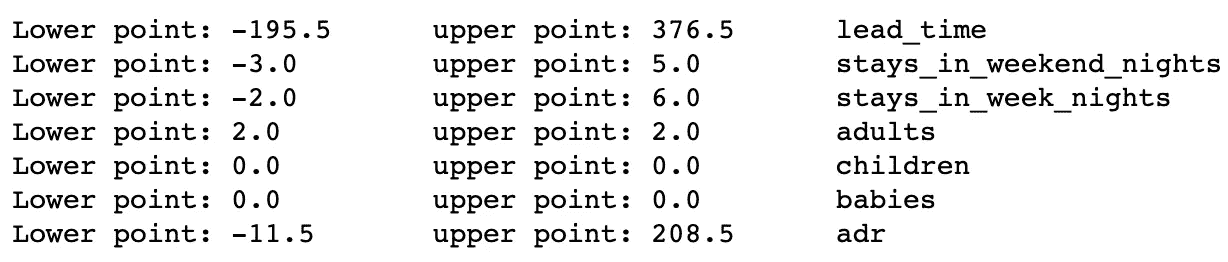 Lower point: -195.5 upper point: 376.5 lead_time
Lower point: -3.0 upper point: 5.0 stays_in_weekend_nights
Lower point: -2.0 upper point: 6.0 stays_in_week_nights
Lower point: 2.0 upper point: 2.0 adults
Lower point: 0.0 upper point: 0.0 children
Lower point: 0.0 upper point: 0.0 babies
Lower point: -11.5 upper point: 208.5 adr